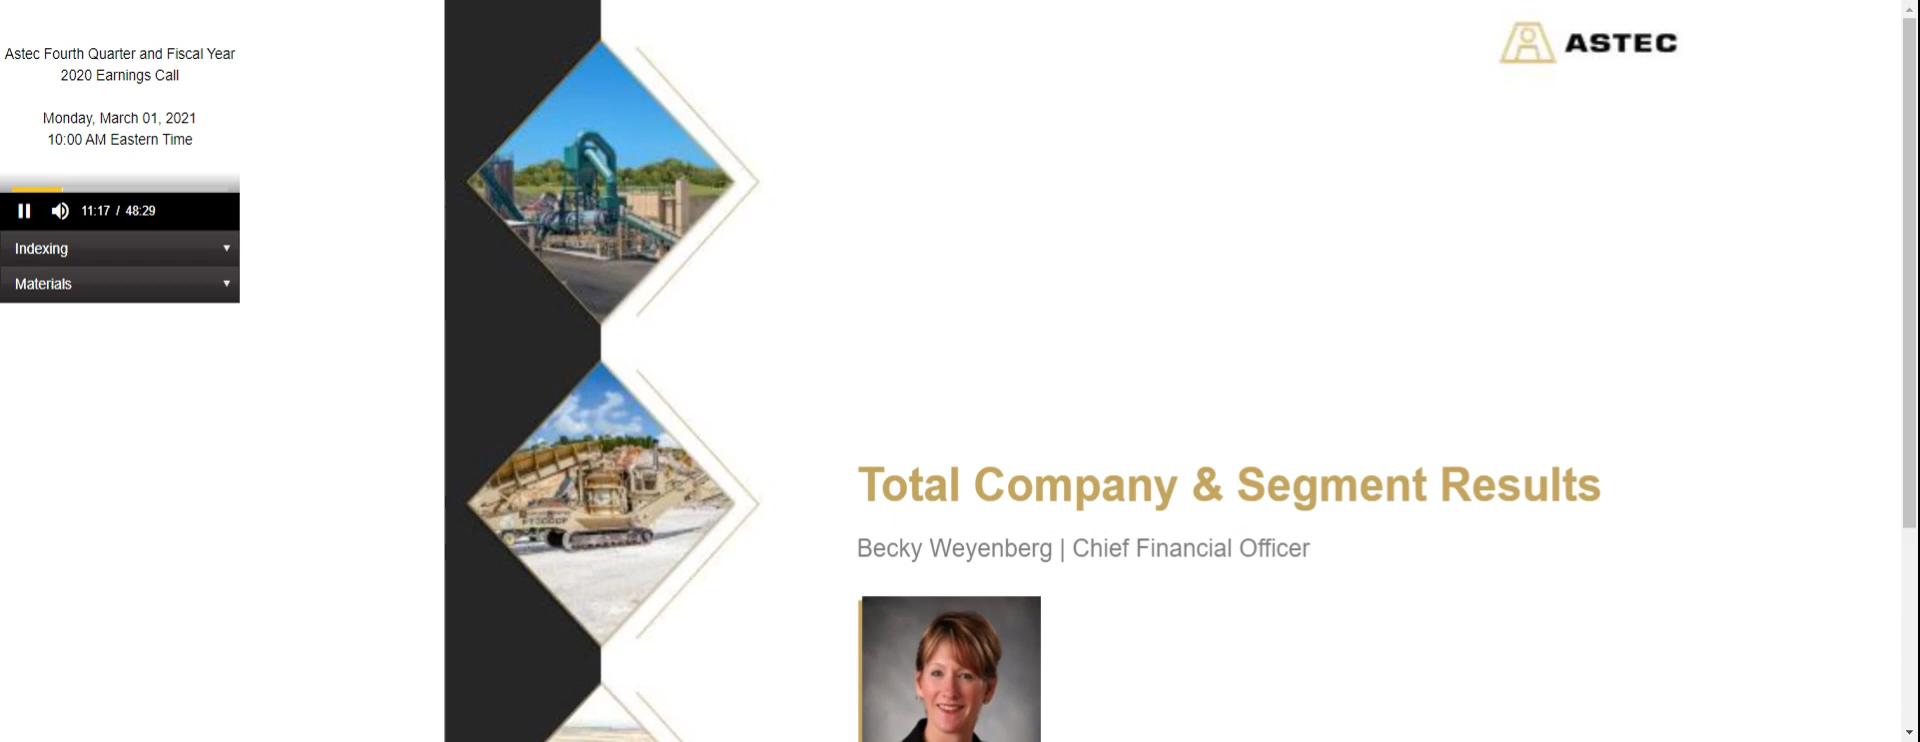 Astec Fourth Quarter and Fiscal Year
2020 Earnings Call
Monday, March 01, 2021
10:00 AM Eastern Time
11:17 / 48:29
Indexing
Materials
ASTEC
Total Company & Segment Results
Becky Weyenberg | Chief Financial Officer